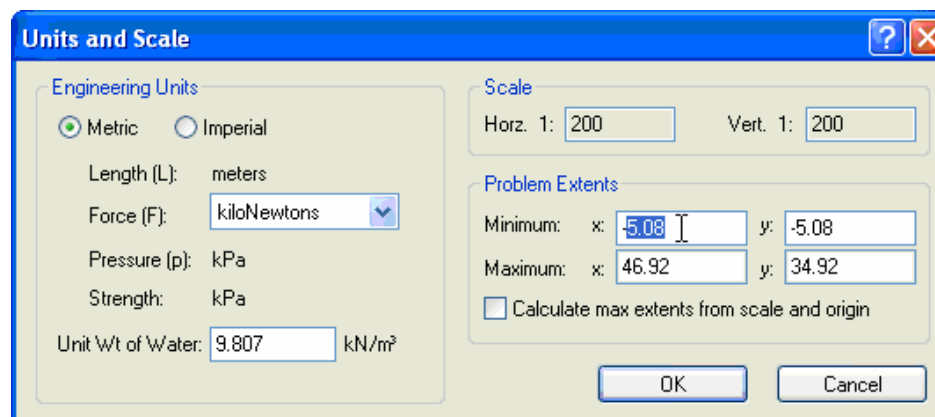 Units and Scale
Engineering Units
Metric Imperial
Length (L): meters
Force (F): kiloNewtons
Pressure (p): kPa
Strength: kPa
Unit Wt of Water: 9.807 kN/m³
Scale
Horz. 1: 200 Vert. 1: 200
Problem Extents
Minimum: x: -5.08 y: -5.08
Maximum: x: 46.92 y: 34.92
Calculate max extents from scale and origin
OK Cancel